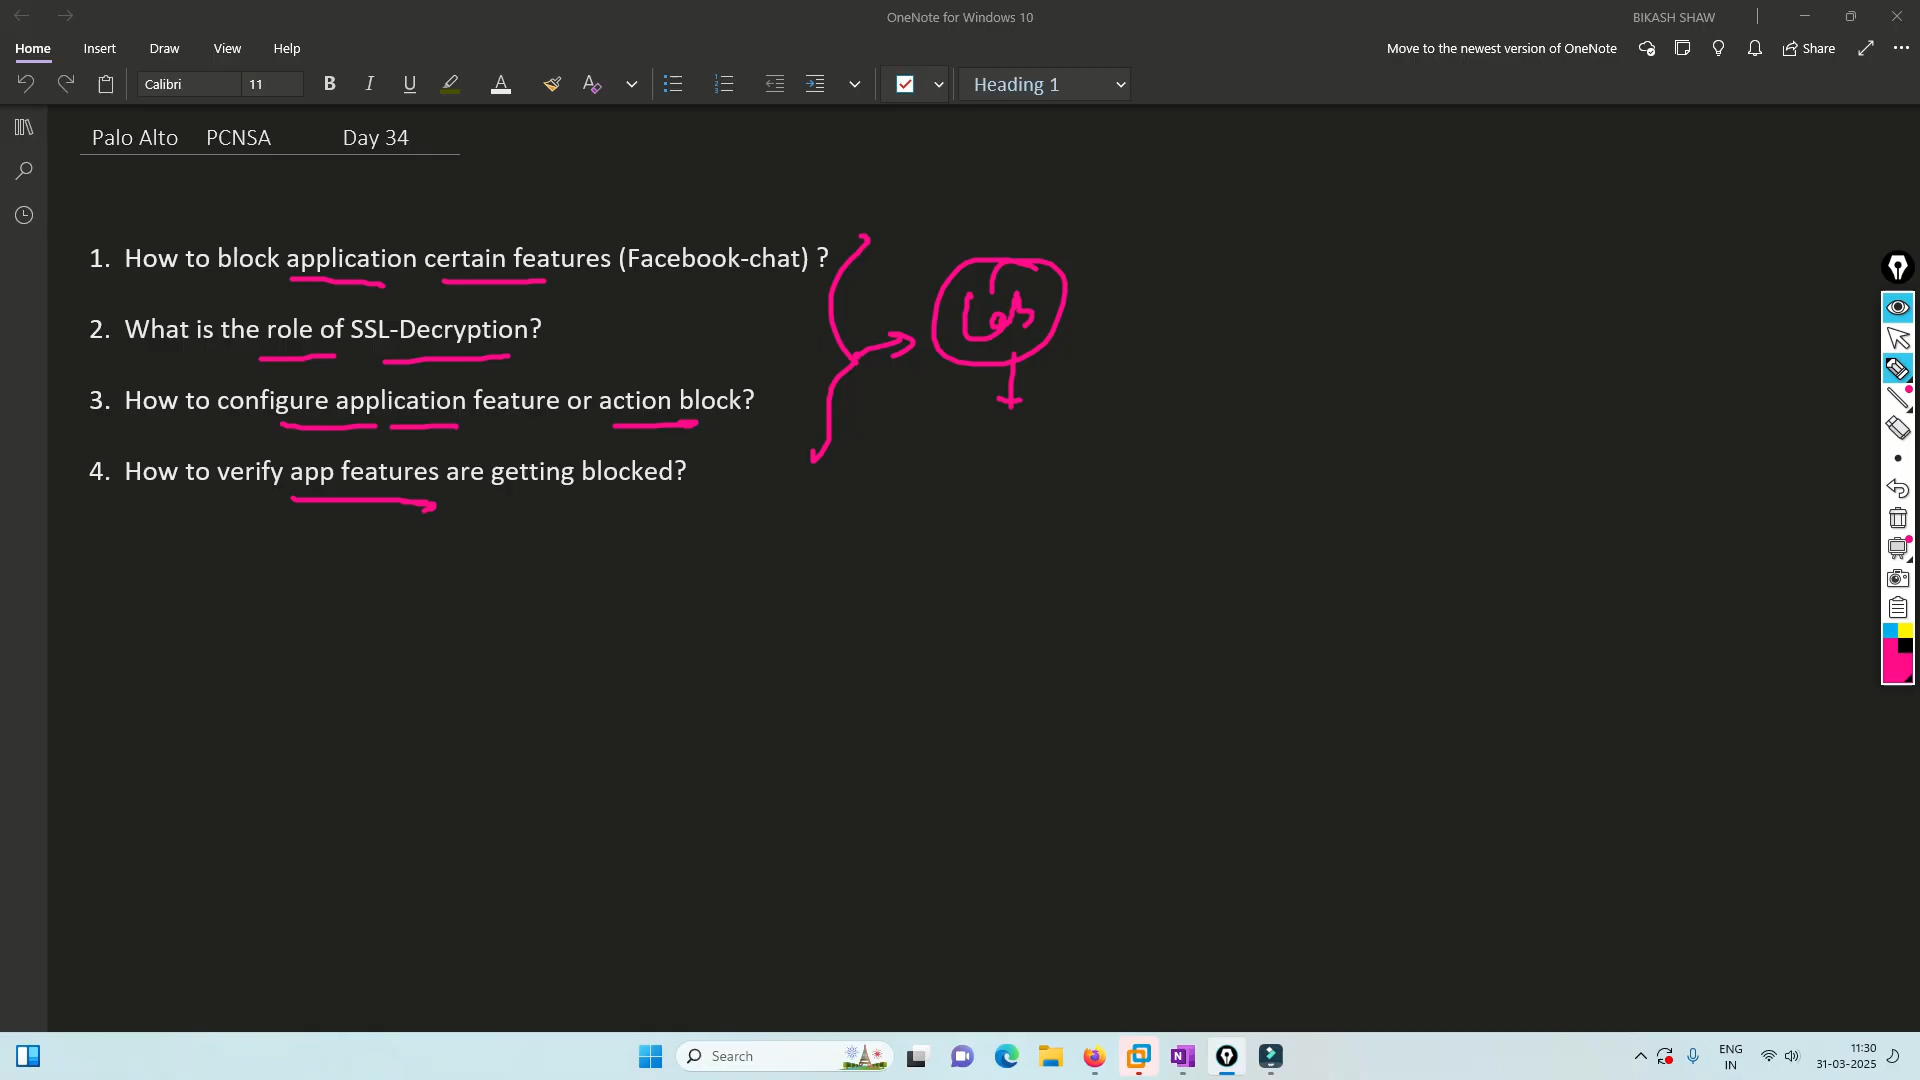 OneNote for Windows 10
BIKASH SHAW
Home Insert Draw View Help
Move to the newest version of OneNote
Share
Calibri 11 B I U A A Heading 1
Palo Alto PCNSA Day 34
1. How to block application certain features (Facebook-chat) ?
2. What is the role of SSL-Decryption?
3. How to configure application feature or action block?
4. How to verify app features are getting blocked?
Lab
Search
ENG
IN
11:30
31-03-2025